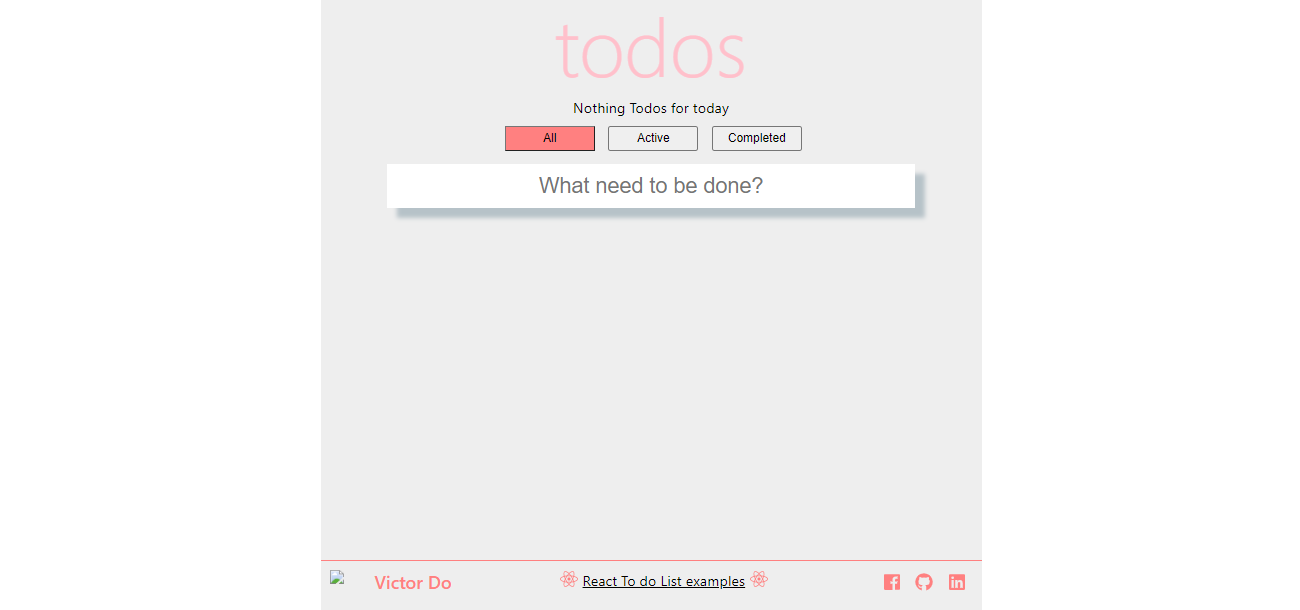 todos
Nothing Todos for today
All Active Completed
What need to be done?
Victor Do React To do List examples